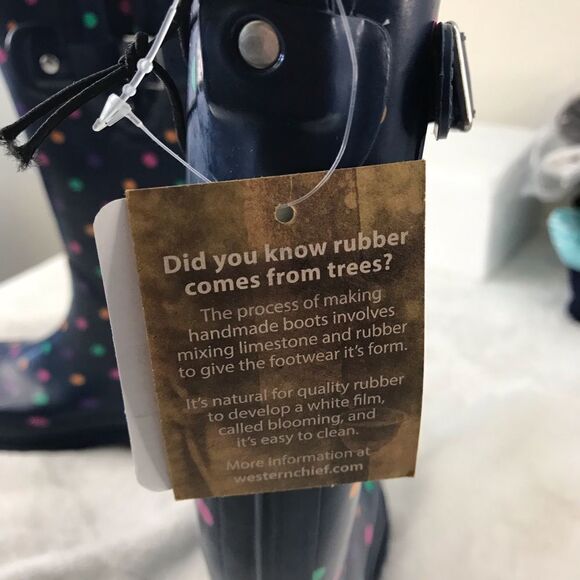 Did you know rubber
comes from trees?
The process of making
handmade boots involves
mixing limestone and rubber
to give the footwear it's form.
It's natural for quality rubber
to develop a white film,
called blooming, and
it's easy to clean.
More Information at
westernchief.com